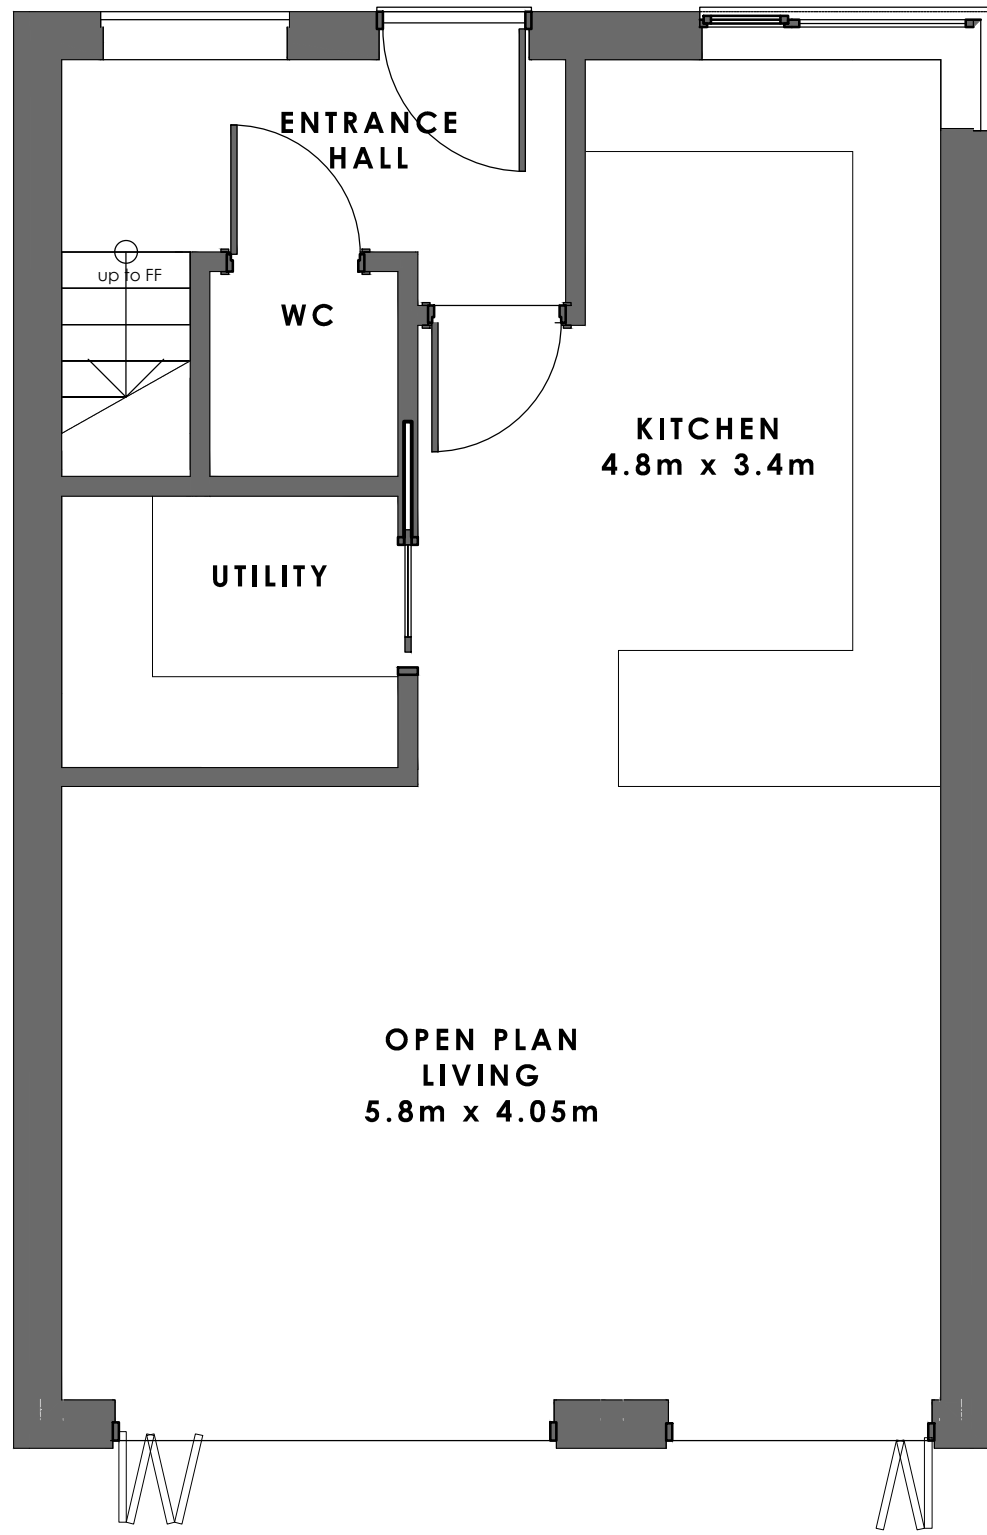 ENTRANCE
HALL
up to FF
WC
KITCHEN
4.8m x 3.4m
UTILITY
OPEN PLAN
LIVING
5.8m x 4.05m